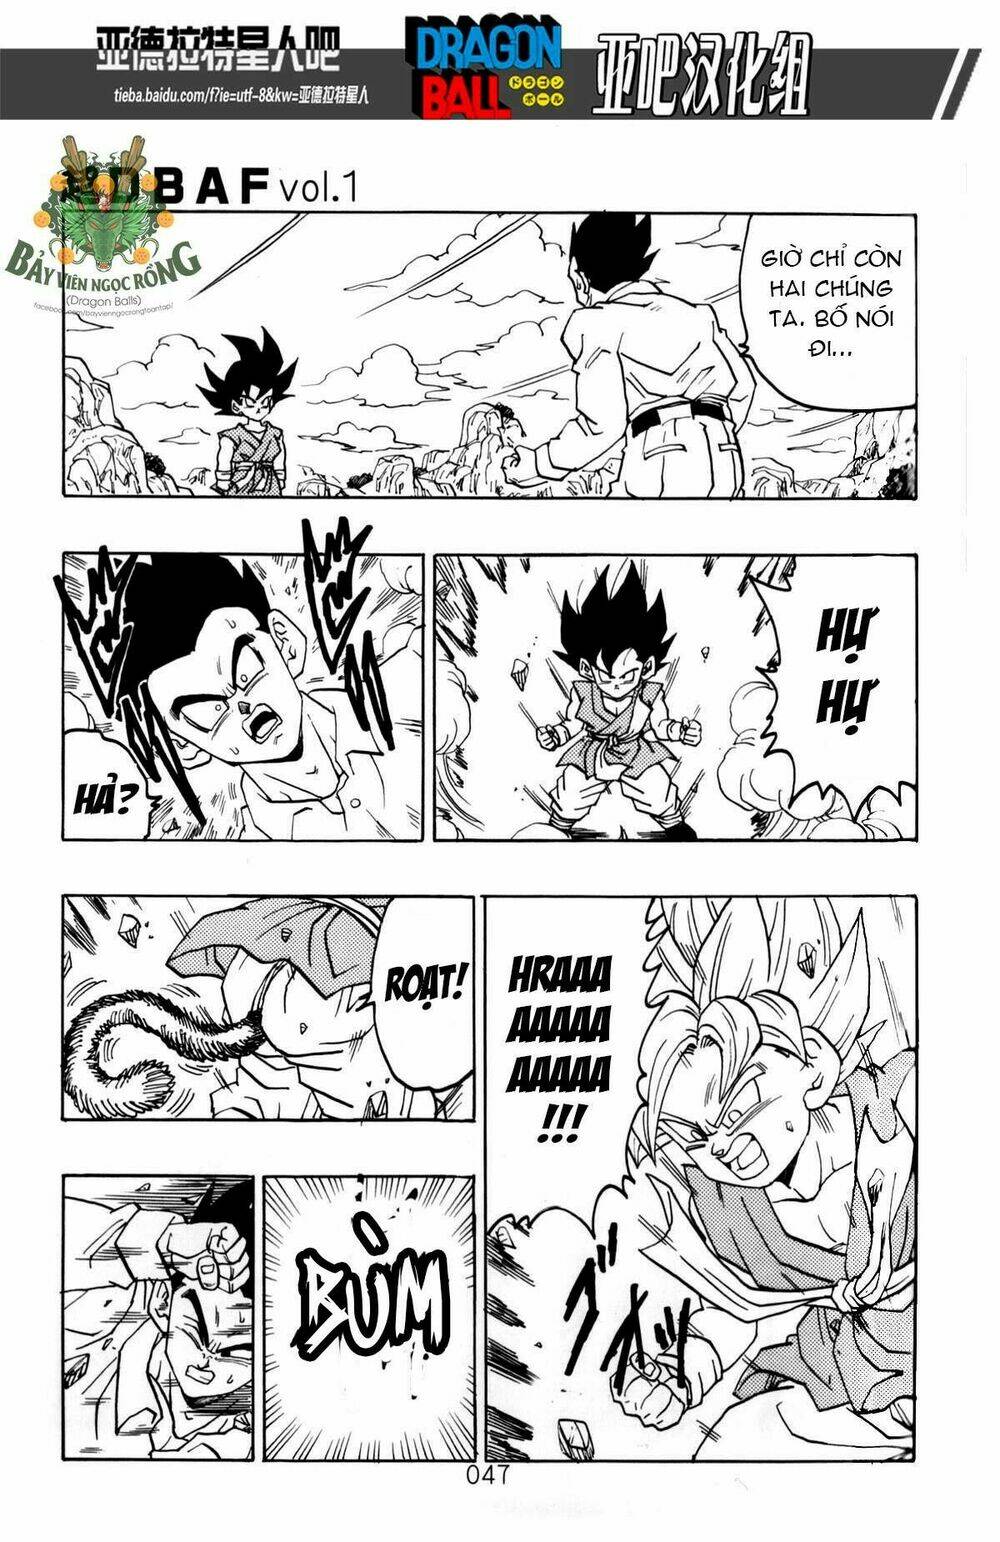 亚德拉特星人吧
tieba.baidu.com/f?ie=utf-8&kw=亚德拉特星人
DRAGON
BALL
ドラゴン
ボール
亚吧汉化组
DBAF vol.1
BẢY VIÊN NGỌC RỒNG
(Dragon Balls)
facebook.com/bayvienngocrongtoantap/
GIỜ CHỈ CÒN
HAI CHÚNG
TA. BỐ NÓI
ĐI...
HẢ?
HỰ
HỰ
ROẠT!
HRAAA
AAAAA
AAAAA
!!!
BÙM
047